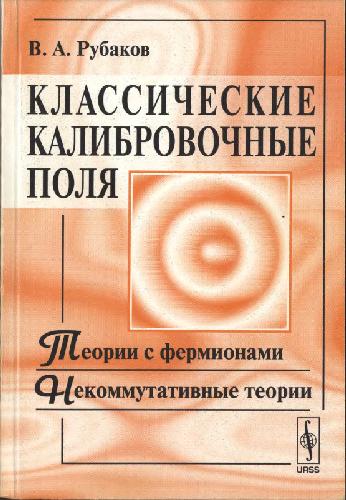 В. А. Рубаков
КЛАССИЧЕСКИЕ
КАЛИБРОВОЧНЫЕ
ПОЛЯ
Теории с фермионами
Некоммутативные теории
URSS